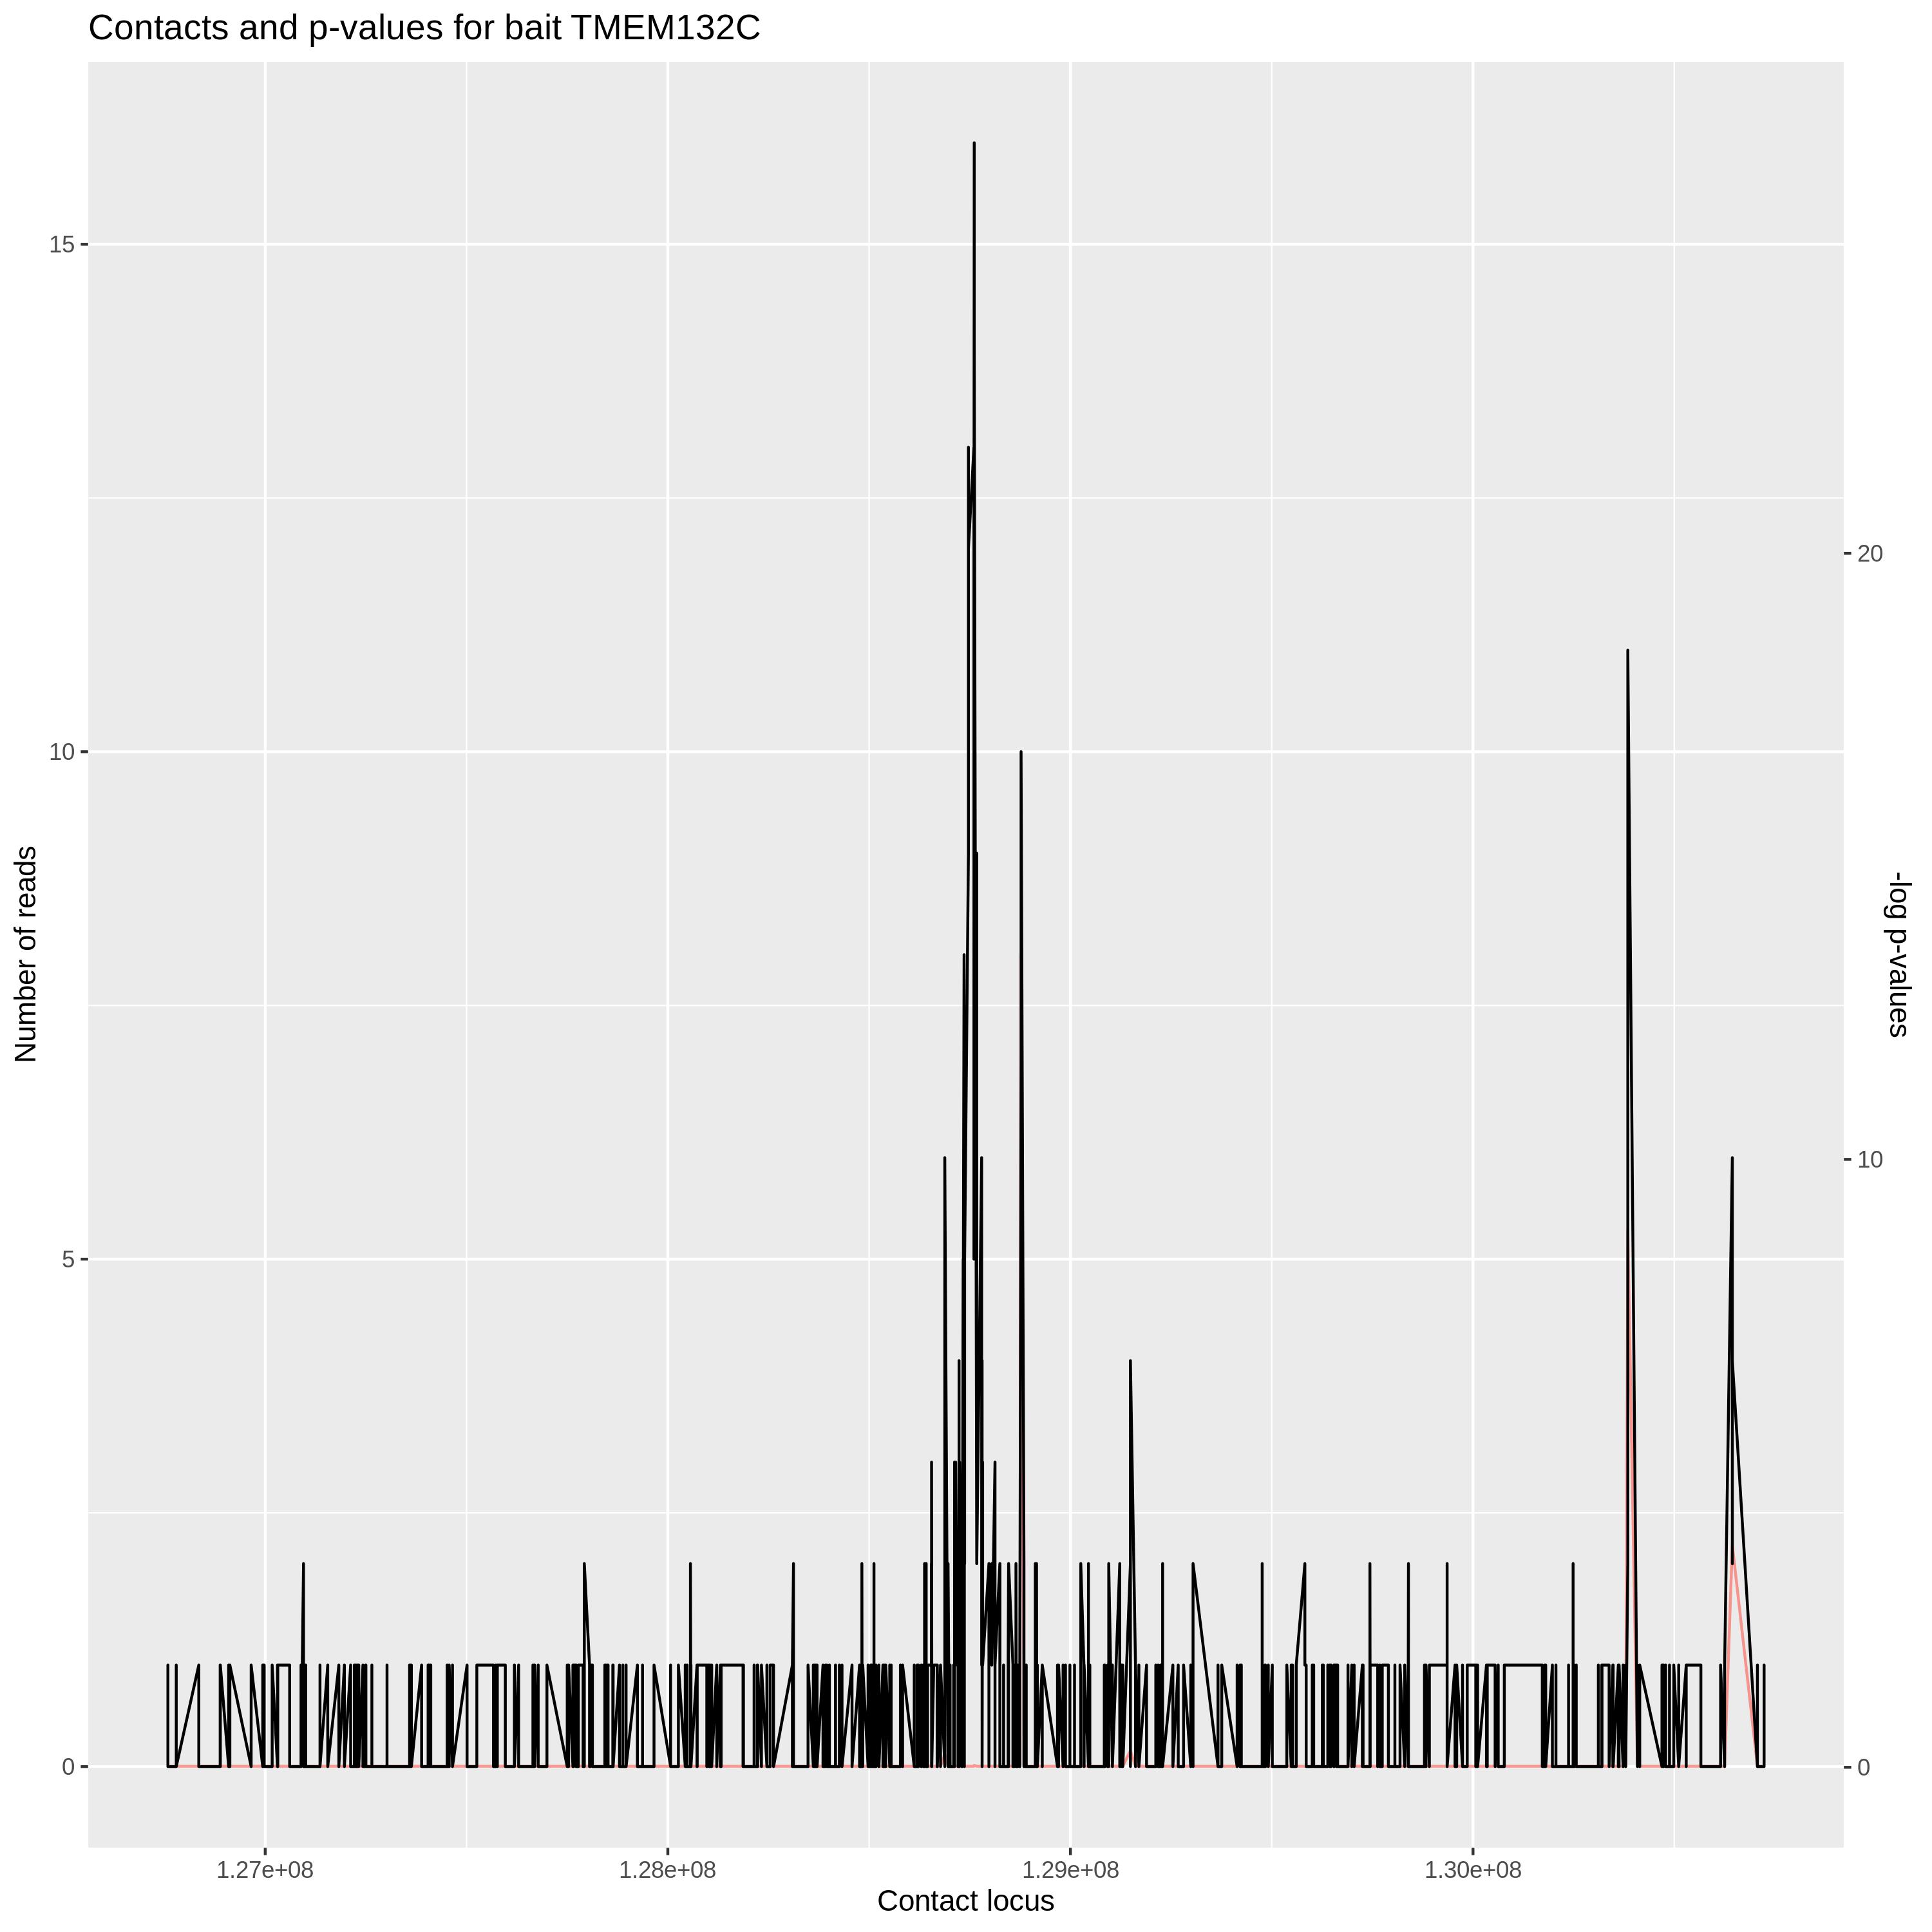 Contacts and p-values for bait TMEM132C
15
10
5
0
Number of reads
20
10
0
-log p-values
1.27e+08
1.28e+08
1.29e+08
1.30e+08
Contact locus